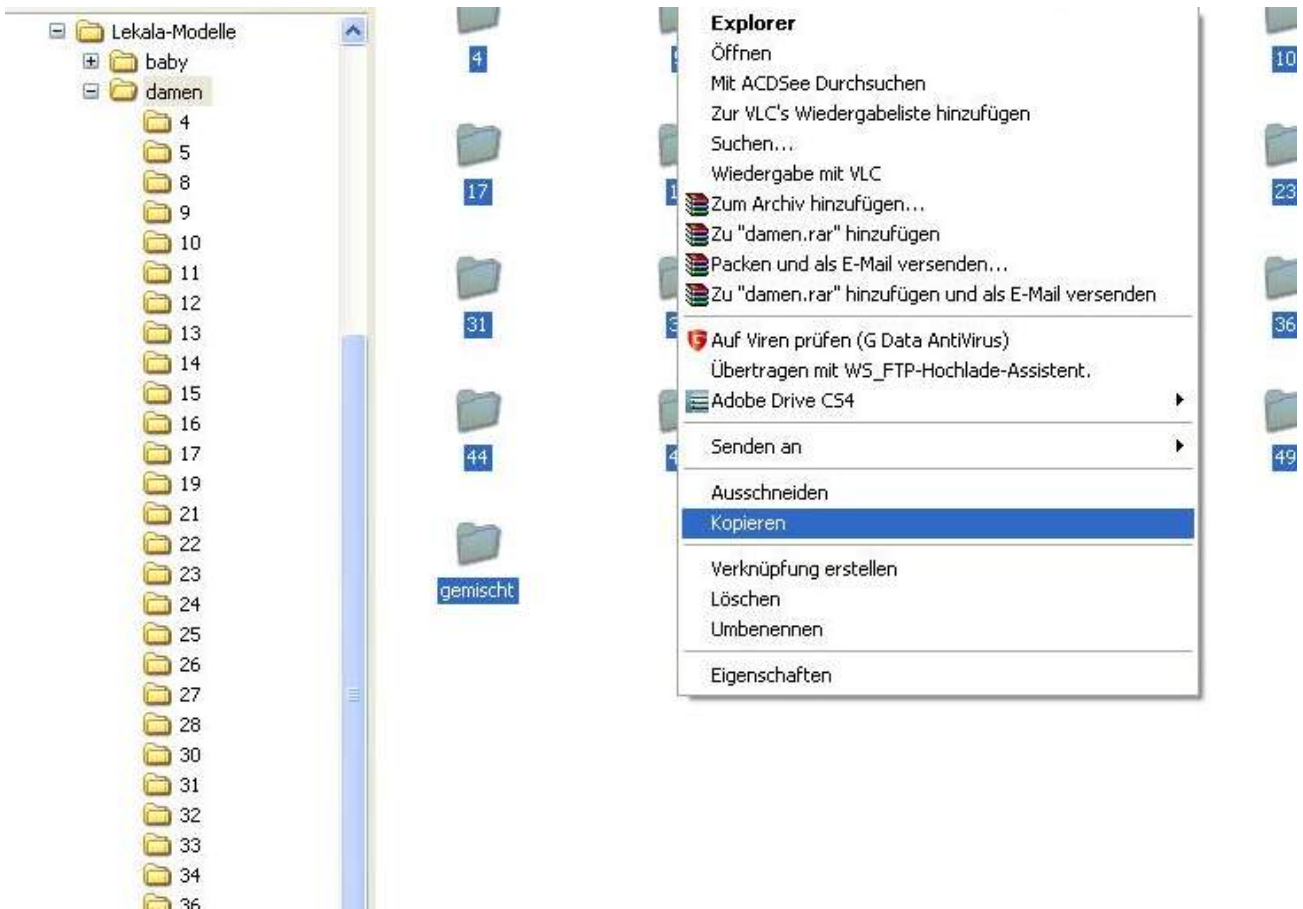 Lekala-Modelle
baby
damen
4
5
8
9
10
11
12
13
14
15
16
17
19
21
22
23
24
25
26
27
28
30
31
32
33
34
36
4
17
31
44
gemischt
Explorer
Öffnen
Mit ACDSee Durchsuchen
Zur VLC's Wiedergabeliste hinzufügen
Suchen...
Wiedergabe mit VLC
Zum Archiv hinzufügen...
Zu "damen.rar" hinzufügen
Packen und als E-Mail versenden...
Zu "damen.rar" hinzufügen und als E-Mail versenden
Auf Viren prüfen (G Data AntiVirus)
Übertragen mit WS_FTP-Hochlade-Assistent.
Adobe Drive CS4
Senden an
Ausschneiden
Kopieren
Verknüpfung erstellen
Löschen
Umbenennen
Eigenschaften
10
23
36
49